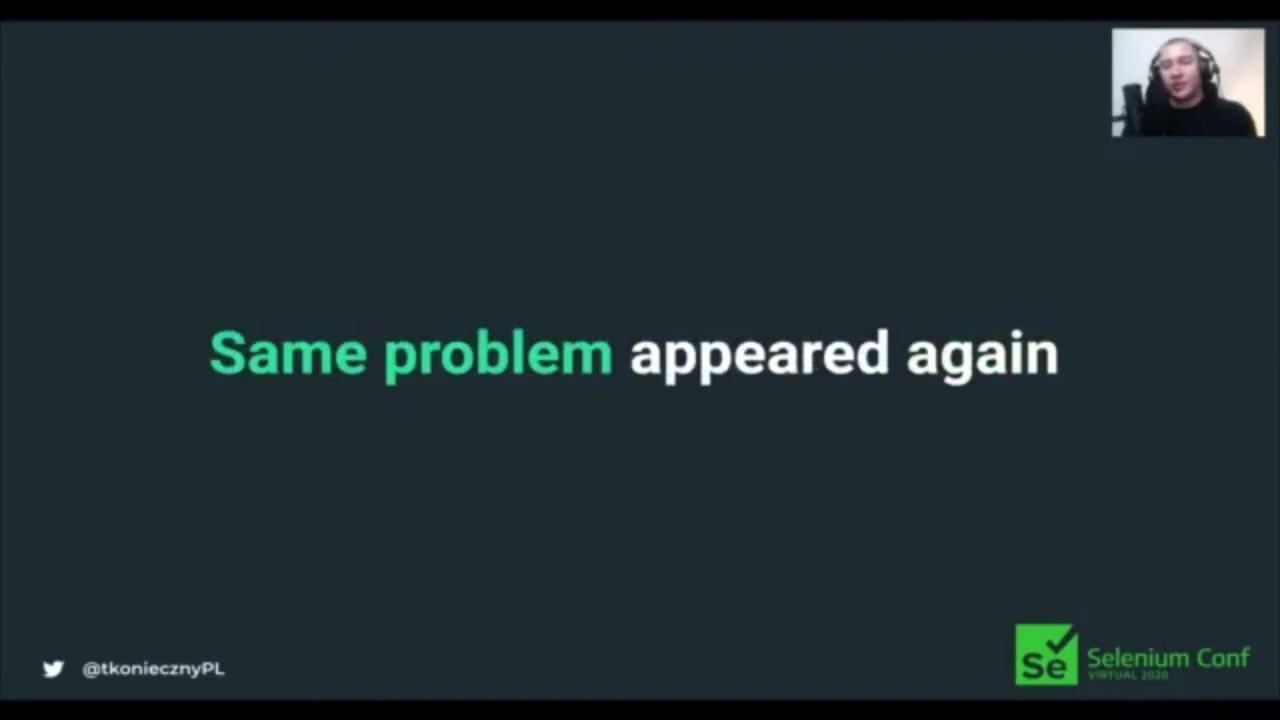 Same problem appeared again
@tkoniecznyPL
Se
Selenium Conf
VIRTUAL 2020